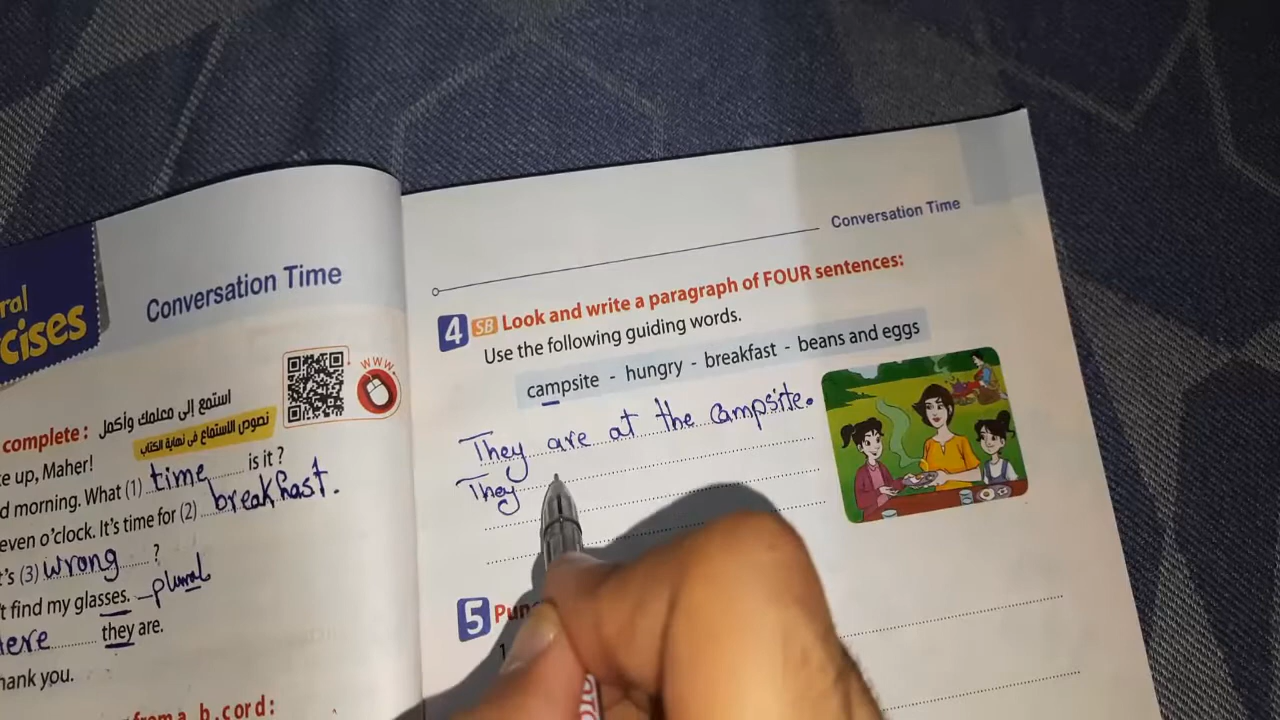 Conversation Time
استمع إلى معلمك وأكمل
نصوص الاستماع فى نهاية الكتاب
WWW
complete :
up, Maher!
morning. What (1) time is it ?
o'clock. It's time for (2) breakfast.
(3) wrong ?
find my glasses. plural
they are.
you.
Conversation Time
4 SB Look and write a paragraph of FOUR sentences:
Use the following guiding words.
campsite - hungry - breakfast - beans and eggs
They are at the campsite.
They
5